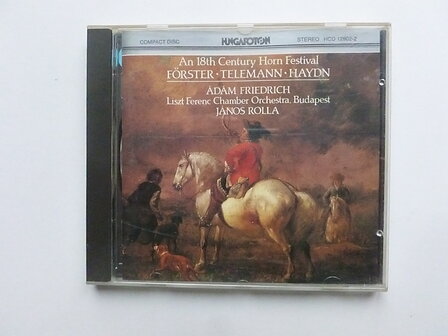 COMPACT DISC HUNGAROTON STEREO HCD 12602-2
An 18th Century Horn Festival
FÖRSTER · TELEMANN · HAYDN
ÁDÁM FRIEDRICH
Liszt Ferenc Chamber Orchestra, Budapest
JÁNOS ROLLA